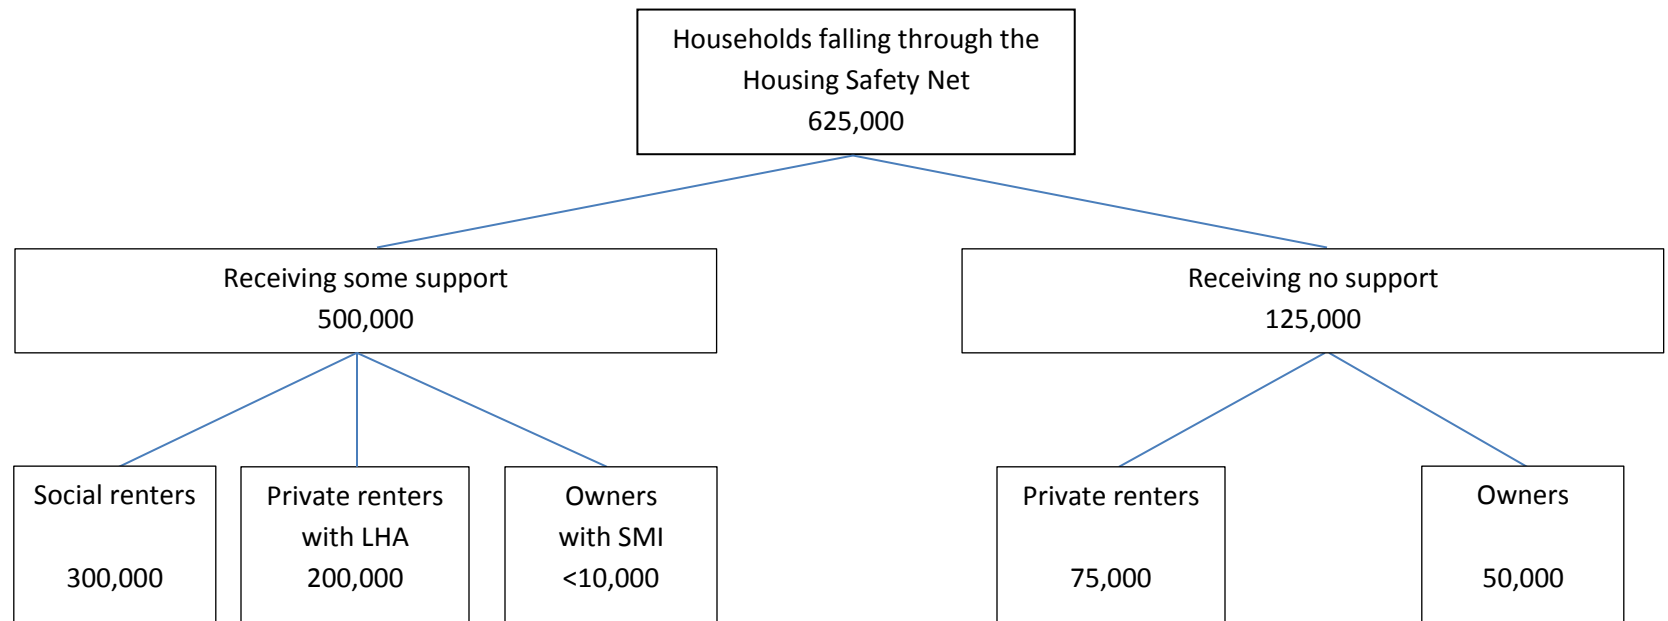 Households falling through the
Housing Safety Net
625,000
Receiving some support
500,000
Receiving no support
125,000
Social renters
300,000
Private renters
with LHA
200,000
Owners
with SMI
<10,000
Private renters
75,000
Owners
50,000